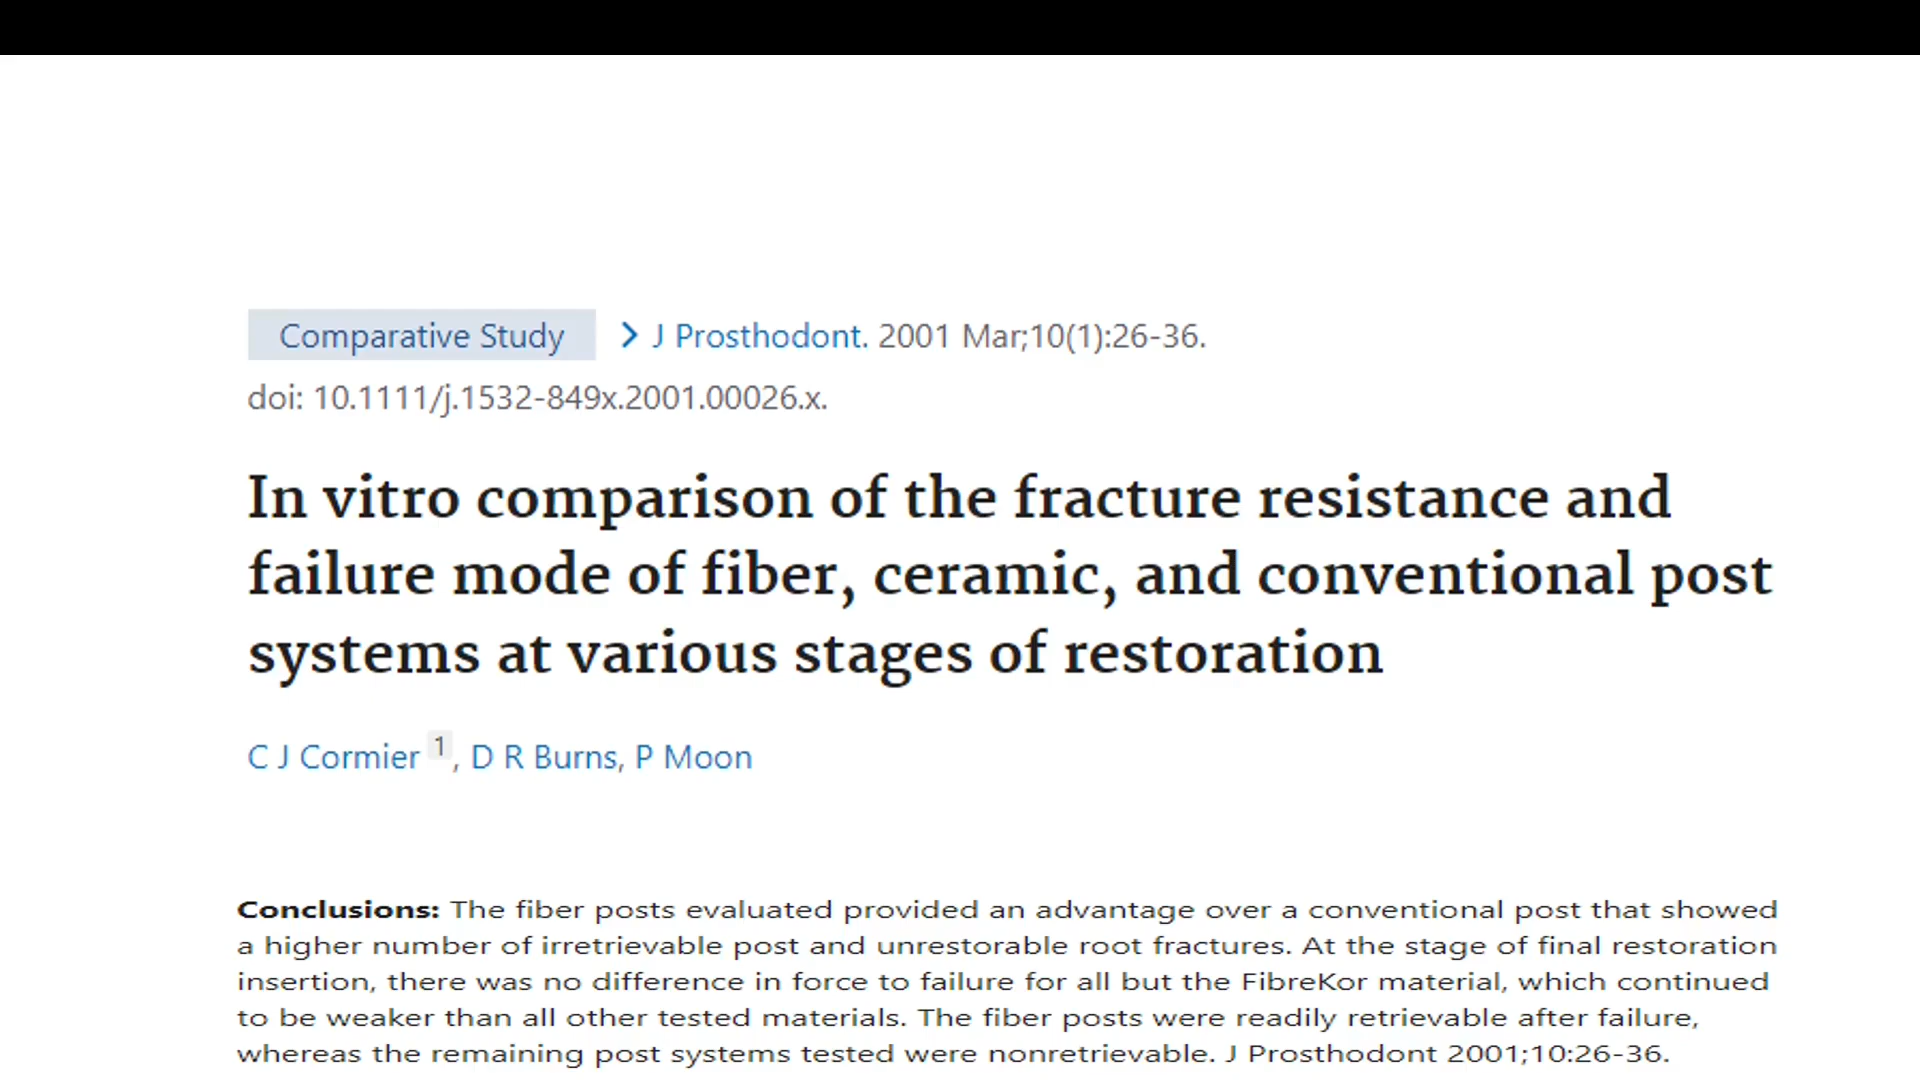 Comparative Study > J Prosthodont. 2001 Mar;10(1):26-36.
doi: 10.1111/j.1532-849x.2001.00026.x.
In vitro comparison of the fracture resistance and
failure mode of fiber, ceramic, and conventional post
systems at various stages of restoration
C J Cormier 1, D R Burns, P Moon
Conclusions: The fiber posts evaluated provided an advantage over a conventional post that showed
a higher number of irretrievable post and unrestorable root fractures. At the stage of final restoration
insertion, there was no difference in force to failure for all but the FibreKor material, which continued
to be weaker than all other tested materials. The fiber posts were readily retrievable after failure,
whereas the remaining post systems tested were nonretrievable. J Prosthodont 2001;10:26-36.